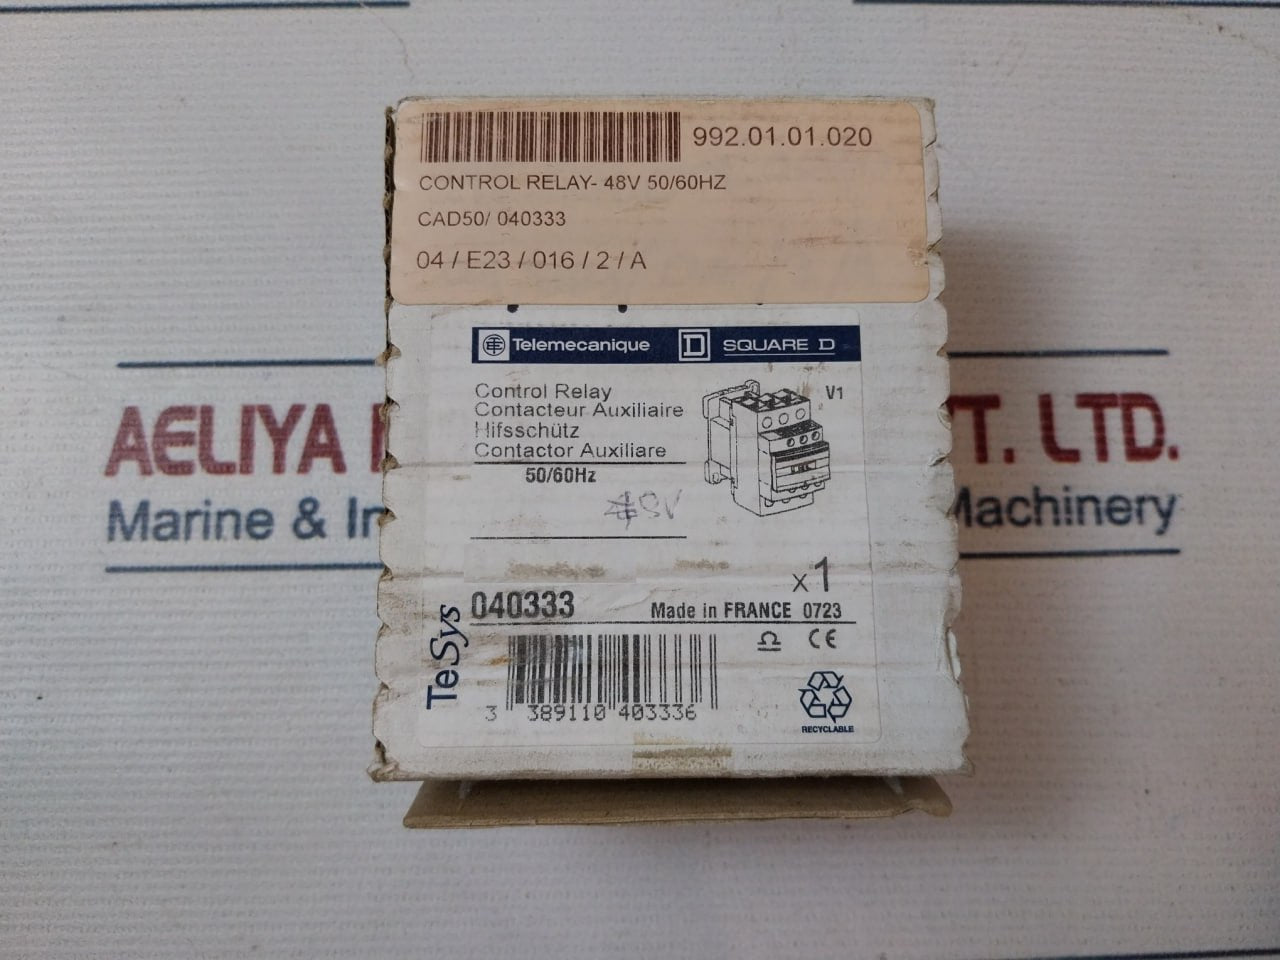 992.01.01.020
CONTROL RELAY- 48V 50/60HZ
CAD50/ 040333
04 / E23 / 016 / 2 / A
Telemecanique SQUARE D
Control Relay
Contacteur Auxiliaire
Hifsschütz
Contactor Auxiliare
50/60Hz
48V
V1
x1
040333
Made in FRANCE 0723
TeSys
CE
3 389110 403336
RECYCLABLE
AELIYA VT. LTD.
Marine & In Machinery